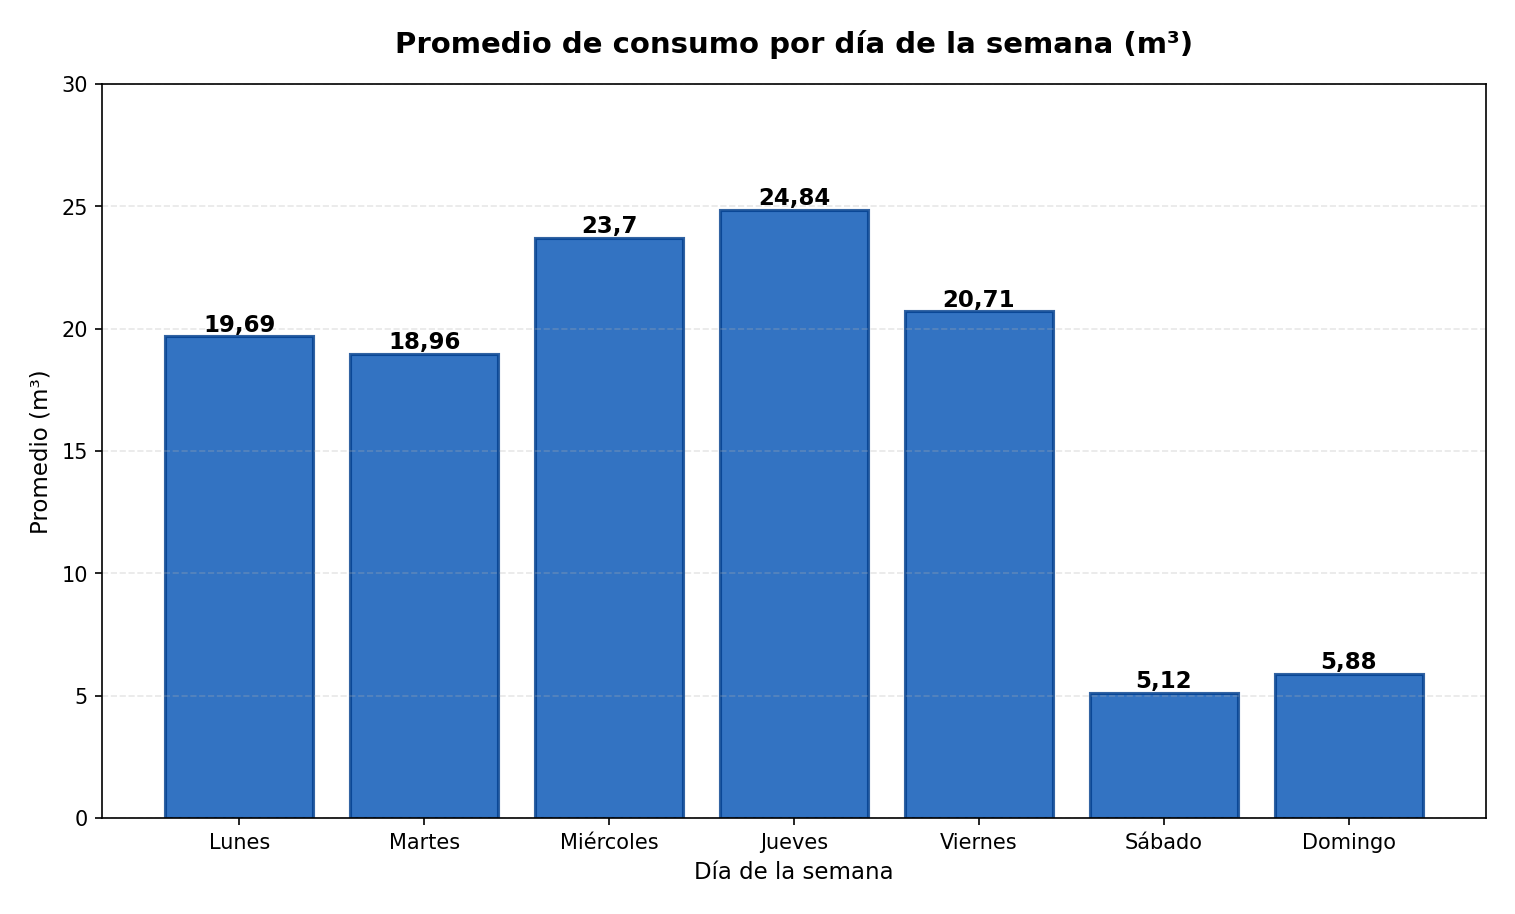 Promedio de consumo por día de la semana (m³)
30
25
20
15
10
5
0
Promedio (m³)
19,69
18,96
23,7
24,84
20,71
5,12
5,88
Lunes
Martes
Miércoles
Jueves
Viernes
Sábado
Domingo
Día de la semana